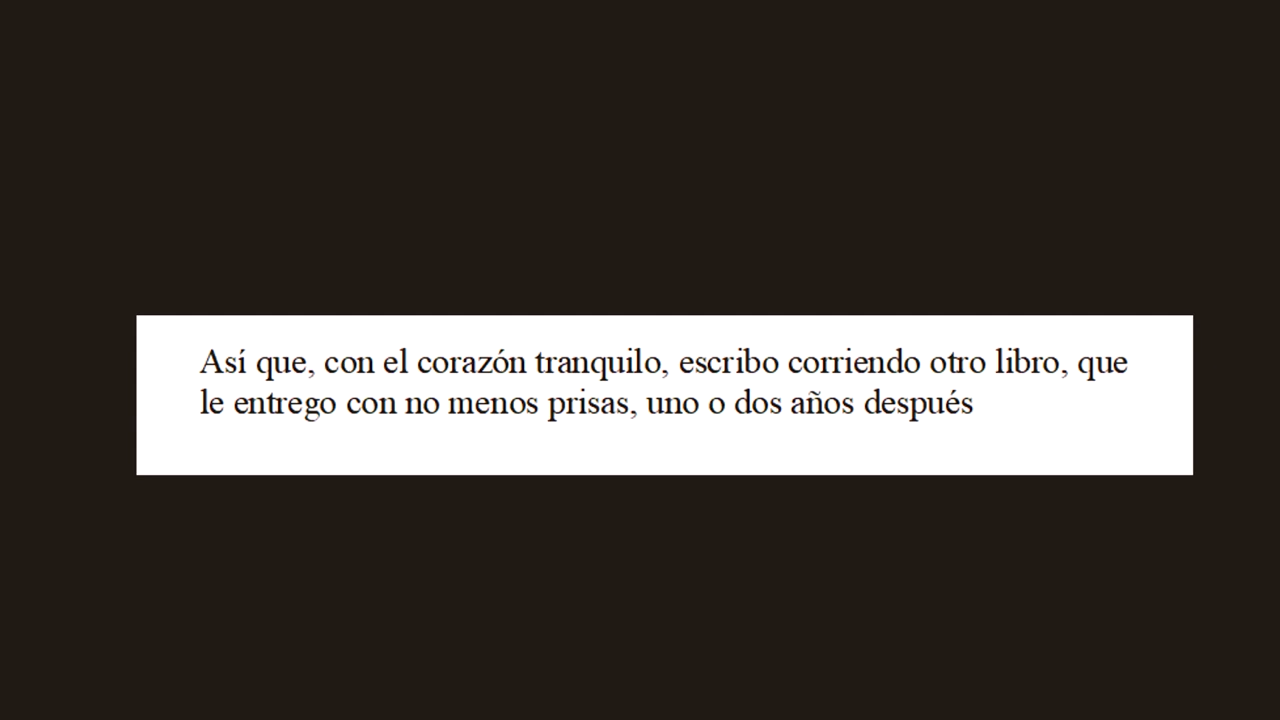 Así que, con el corazón tranquilo, escribo corriendo otro libro, que
le entrego con no menos prisas, uno o dos años después